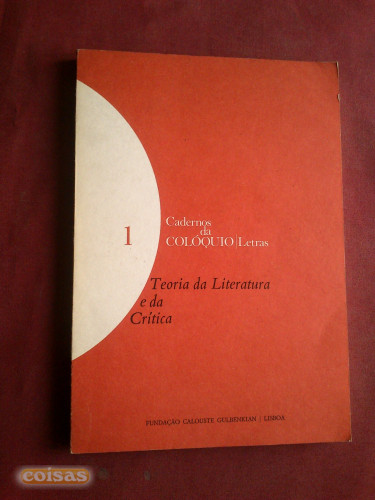 1
Cadernos
da
COLÓQUIO|Letras
Teoria da Literatura
e da
Crítica
FUNDAÇÃO CALOUSTE GULBENKIAN / LISBOA
coisas